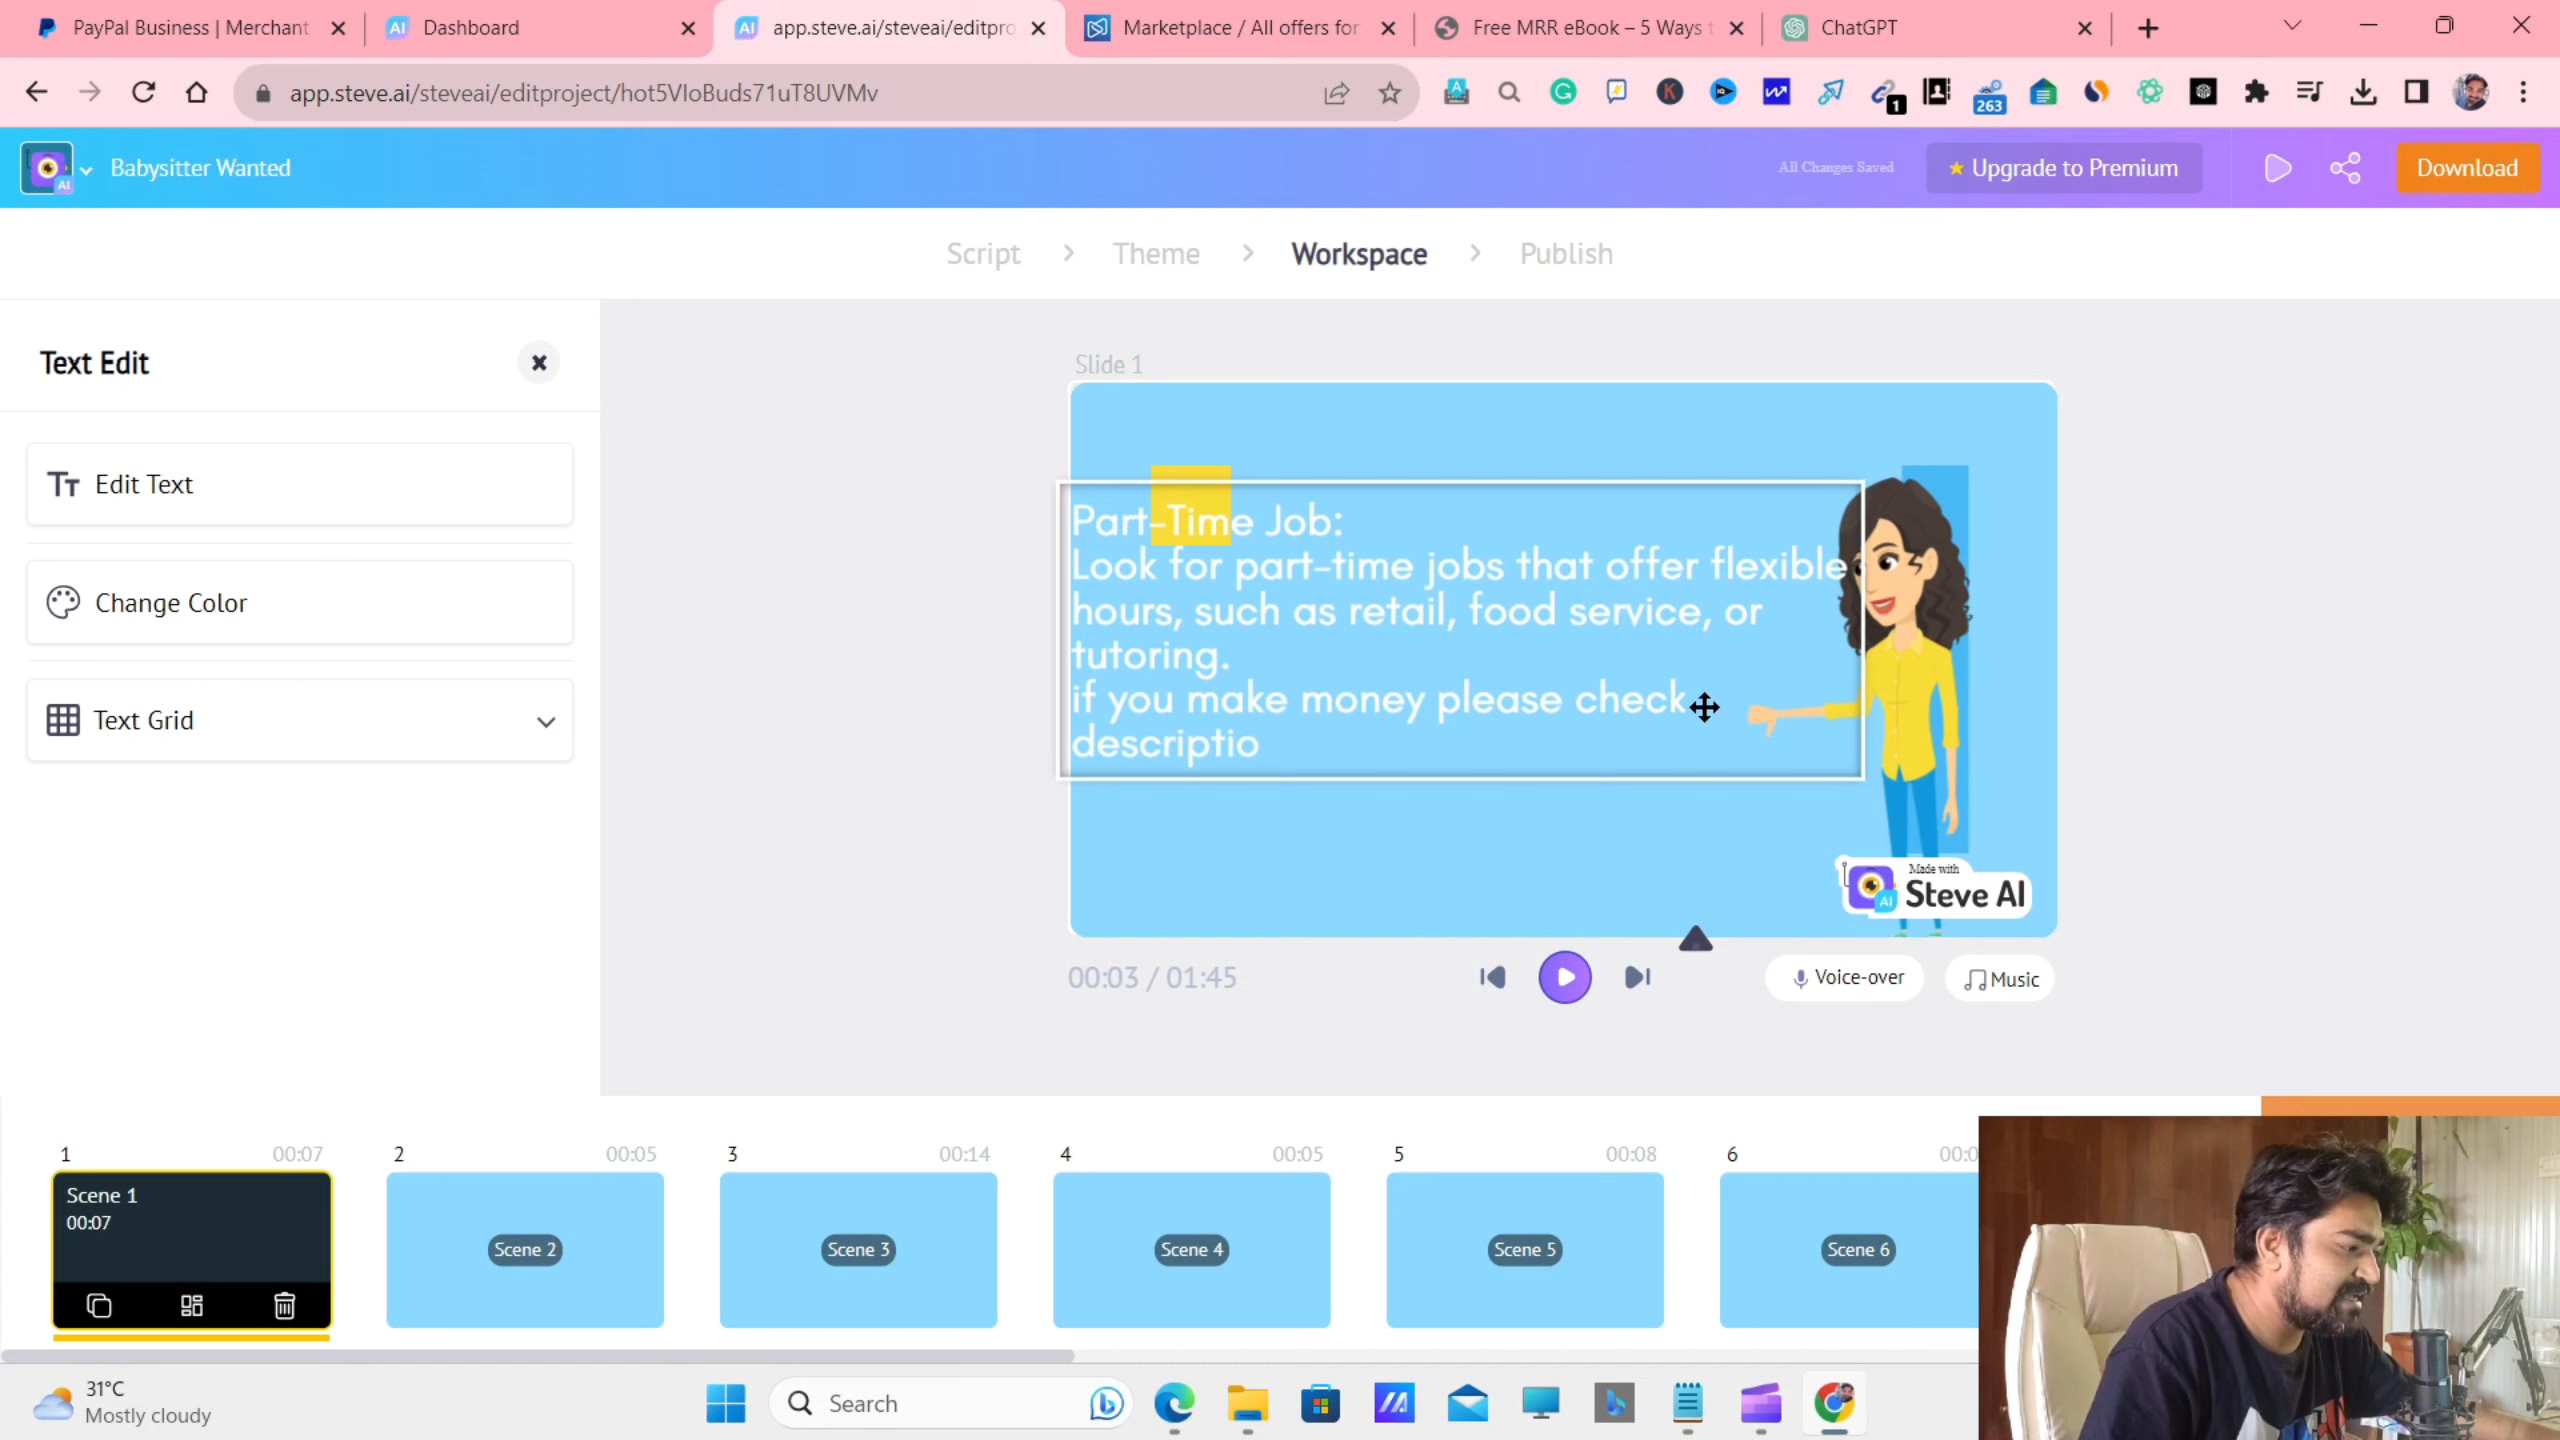 PayPal Business | Merchant
Dashboard
app.steve.ai/steveai/editpro
Marketplace / All offers for
Free MRR eBook – 5 Ways t
ChatGPT
app.steve.ai/steveai/editproject/hot5VIoBuds71uT8UVMv
1
263
AI
Babysitter Wanted
All Changes Saved
Upgrade to Premium
Download
Script
Theme
Workspace
Publish
Text Edit
Edit Text
Change Color
Text Grid
Slide 1
Part-Time Job:
Look for part-time jobs that offer flexible
hours, such as retail, food service, or
tutoring.
if you make money please check
descriptio
Made with
Steve AI
00:03 / 01:45
Voice-over
Music
1 00:07
2 00:05
3 00:14
4 00:05
5 00:08
6 00:0
Scene 1
00:07
Scene 2
Scene 3
Scene 4
Scene 5
Scene 6
31°C
Mostly cloudy
Search